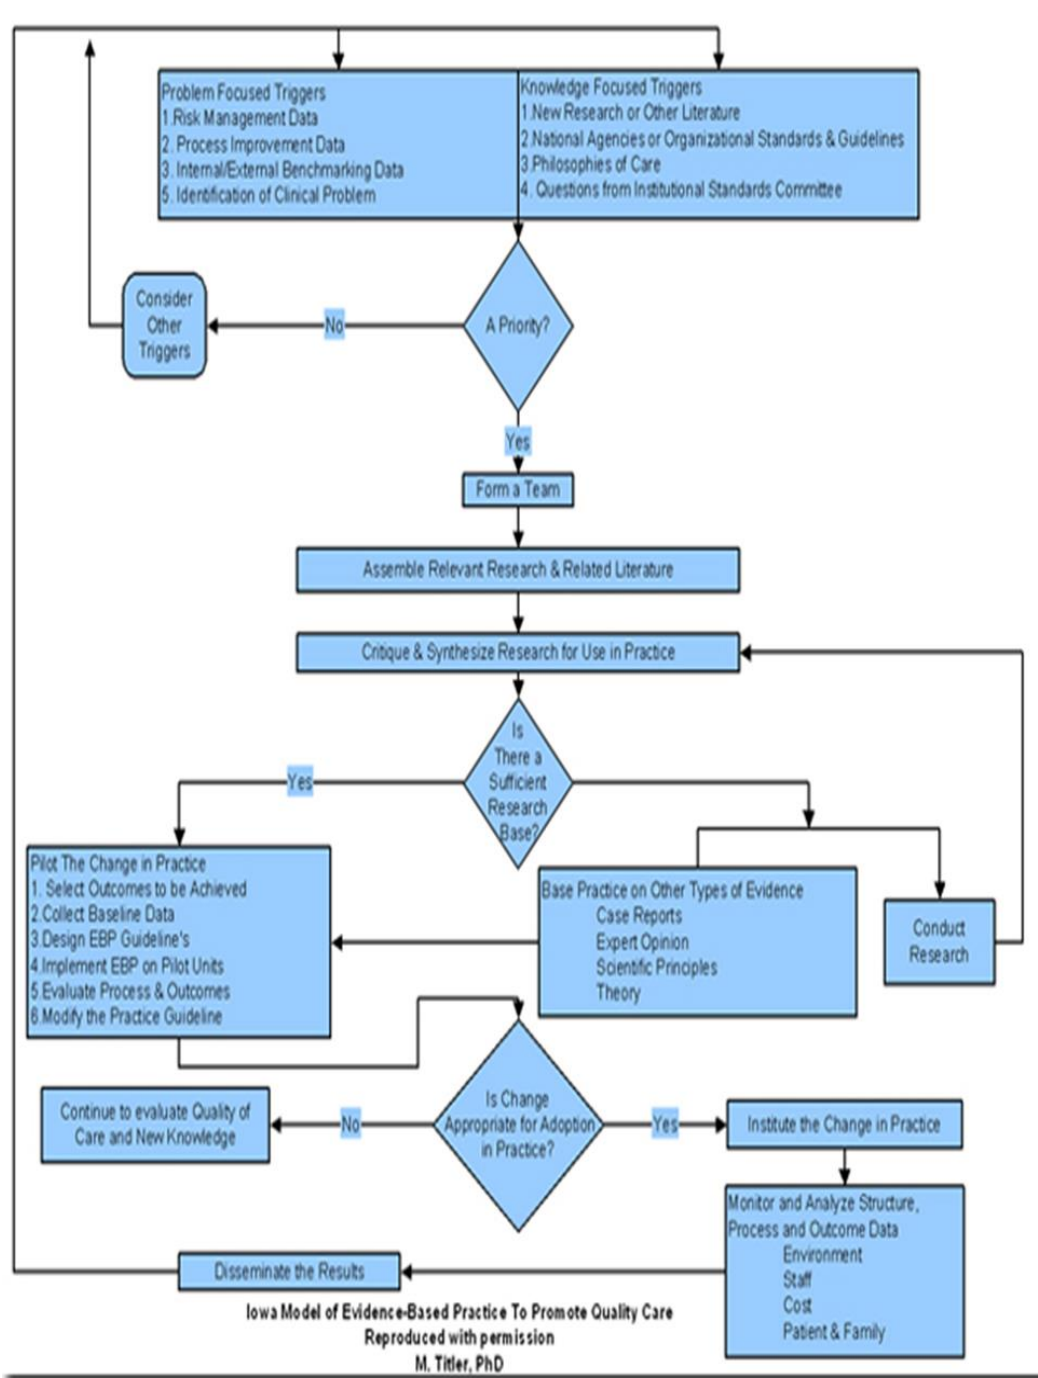 Problem Focused Triggers
1.Risk Management Data
2. Process Improvement Data
3. Internal/External Benchmarking Data
5. Identification of Clinical Problem
Knowledge Focused Triggers
1.New Research or Other Literature
2.National Agencies or Organizational Standards & Guidelines
3.Philosophies of Care
4. Questions from Institutional Standards Committee
Consider
Other
Triggers
No
A Priority?
Yes
Form a Team
Assemble Relevant Research & Related Literature
Critique & Synthesize Research for Use in Practice
Is
There a
Sufficient
Research
Base?
Yes
Pilot The Change in Practice
1. Select Outcomes to be Achieved
2.Collect Baseline Data
3.Design EBP Guideline's
4.Implement EBP on Pilot Units
5.Evaluate Process & Outcomes
6.Modify the Practice Guideline
Base Practice on Other Types of Evidence
Case Reports
Expert Opinion
Scientific Principles
Theory
Conduct
Research
Continue to evaluate Quality of
Care and New Knowledge
No
Is Change
Appropriate for Adoption
in Practice?
Yes
Institute the Change in Practice
Monitor and Analyze Structure,
Process and Outcome Data
Environment
Staff
Cost
Patient & Family
Disseminate the Results
Iowa Model of Evidence-Based Practice To Promote Quality Care
Reproduced with permission
M. Titler, PhD